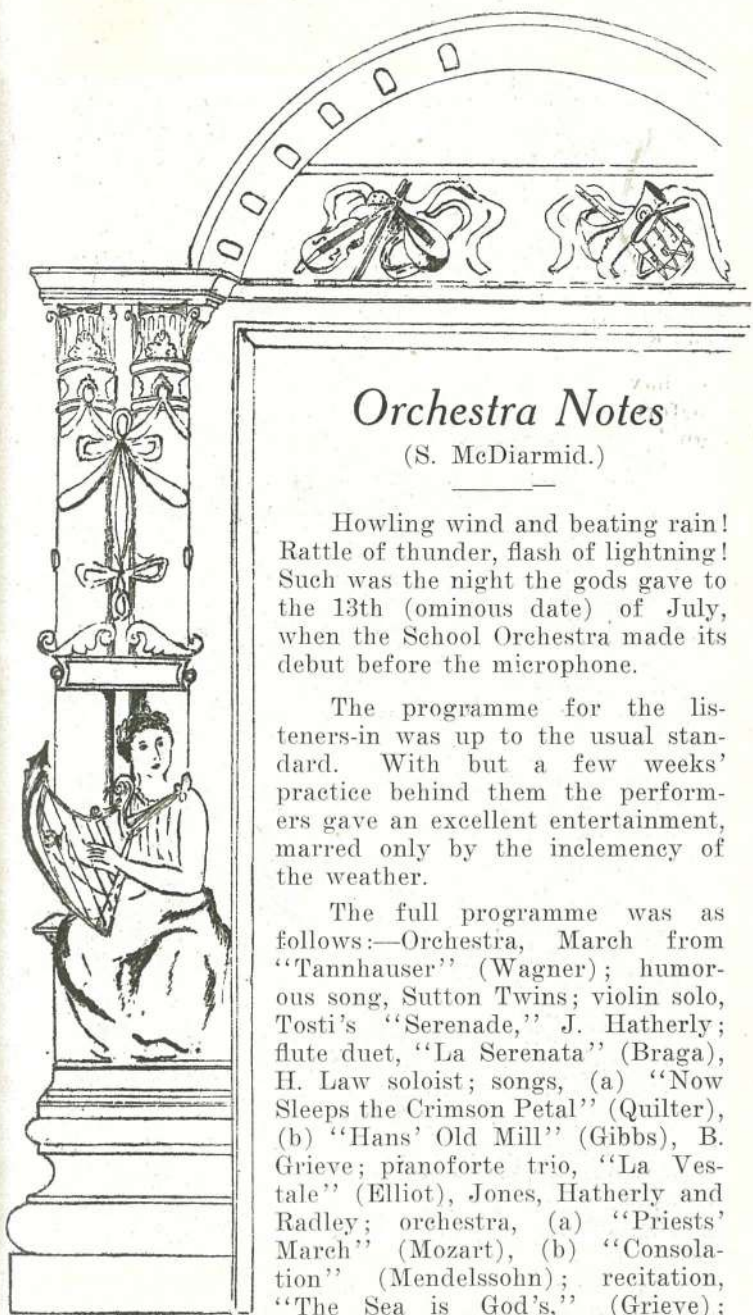 Orchestra Notes
(S. McDiarmid.)
Howling wind and beating rain!
Rattle of thunder, flash of lightning!
Such was the night the gods gave to
the 13th (ominous date) of July,
when the School Orchestra made its
debut before the microphone.
The programme for the lis-
teners-in was up to the usual stan-
dard. With but a few weeks'
practice behind them the perform-
ers gave an excellent entertainment,
marred only by the inclemency of
the weather.
The full programme was as
follows:—Orchestra, March from
"Tannhauser" (Wagner); humor-
ous song, Sutton Twins; violin solo,
Tosti's "Serenade," J. Hatherly;
flute duet, "La Serenata" (Braga),
H. Law soloist; songs, (a) "Now
Sleeps the Crimson Petal" (Quilter),
(b) "Hans' Old Mill" (Gibbs), B.
Grieve; pianoforte trio, "La Ves-
tale" (Elliot), Jones, Hatherly and
Radley; orchestra, (a) "Priests'
March" (Mozart), (b) "Consola-
tion" (Mendelssohn); recitation,
"The Sea is God's," (Grieve);